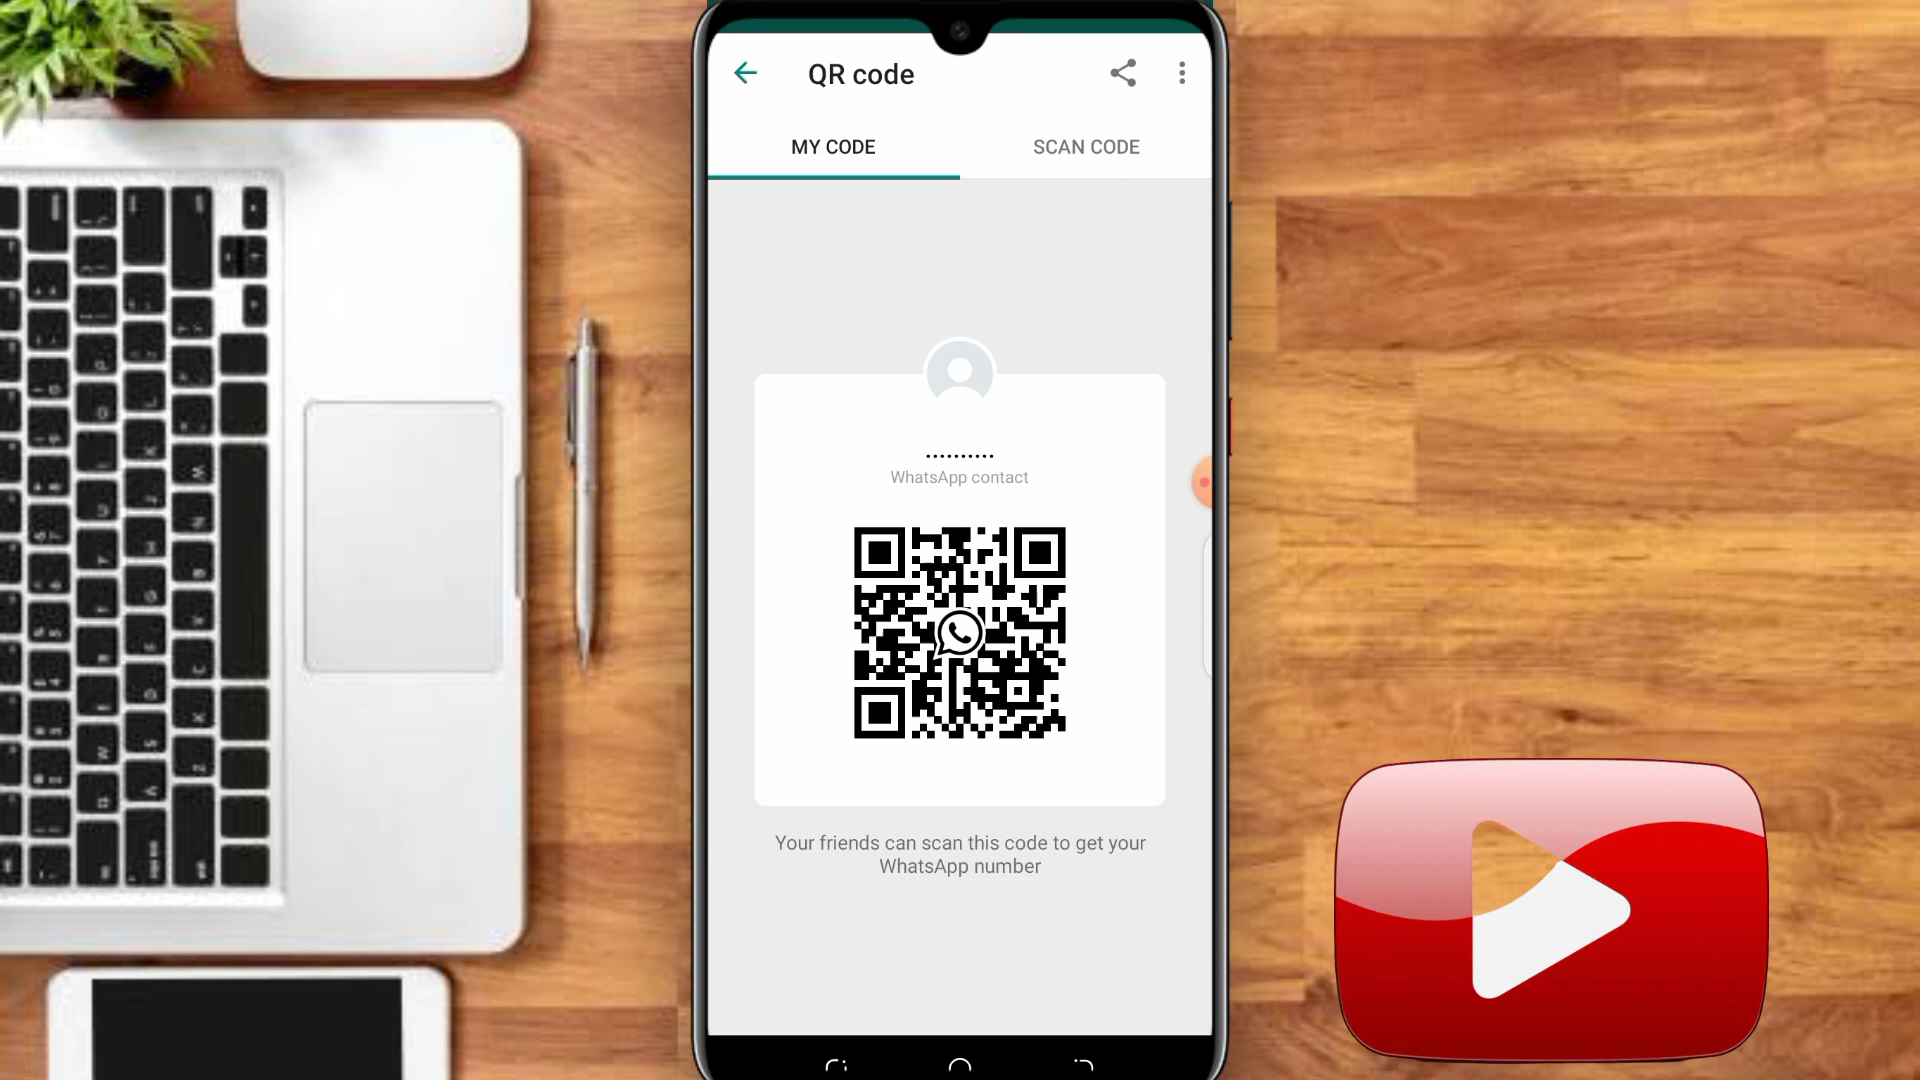 QR code
MY CODE
SCAN CODE
..........
WhatsApp contact
Your friends can scan this code to get your
WhatsApp number